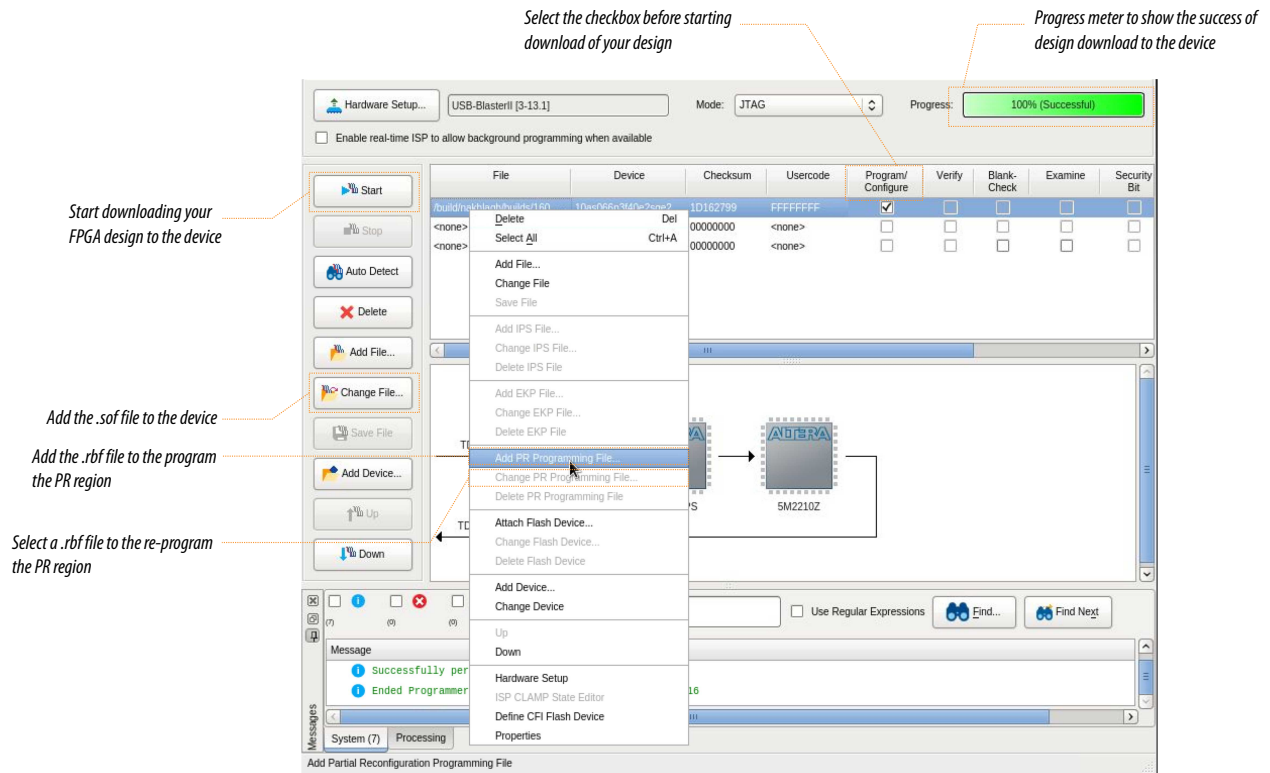 Select the checkbox before starting
download of your design
Progress meter to show the success of
design download to the device
Hardware Setup...
USB-BlasterII [3-13.1]
Mode:
JTAG
Progress:
100% (Successful)
Enable real-time ISP to allow background programming when available
Start
Stop
Auto Detect
Delete
Add File...
Change File...
Save File
Add Device...
Up
Down
Start downloading your
FPGA design to the device
Add the .sof file to the device
Add the .rbf file to the program
the PR region
Select a .rbf file to the re-program
the PR region
File
Device
Checksum
Usercode
Program/
Configure
Verify
Blank-
Check
Examine
Security
Bit
/build/nakhlagh/builds/160
10as066n3f40e2sge2
1D162799
FFFFFFFF
<none>
00000000
<none>
<none>
00000000
<none>
Delete Del
Select All Ctrl+A
Add File...
Change File
Save File
Add IPS File...
Change IPS File...
Delete IPS File
Add EKP File...
Change EKP File...
Delete EKP File
Add PR Programming File...
Change PR Programming File...
Delete PR Programming File
Attach Flash Device...
Change Flash Device...
Delete Flash Device
Add Device...
Change Device
Up
Down
Hardware Setup
ISP CLAMP State Editor
Define CFI Flash Device
Properties
ALTERA
5M2210Z
(7)
(0)
(0)
Use Regular Expressions
Find...
Find Next
Message
Successfully per
Ended Programmer
16
Messages
System (7)
Processing
Add Partial Reconfiguration Programming File